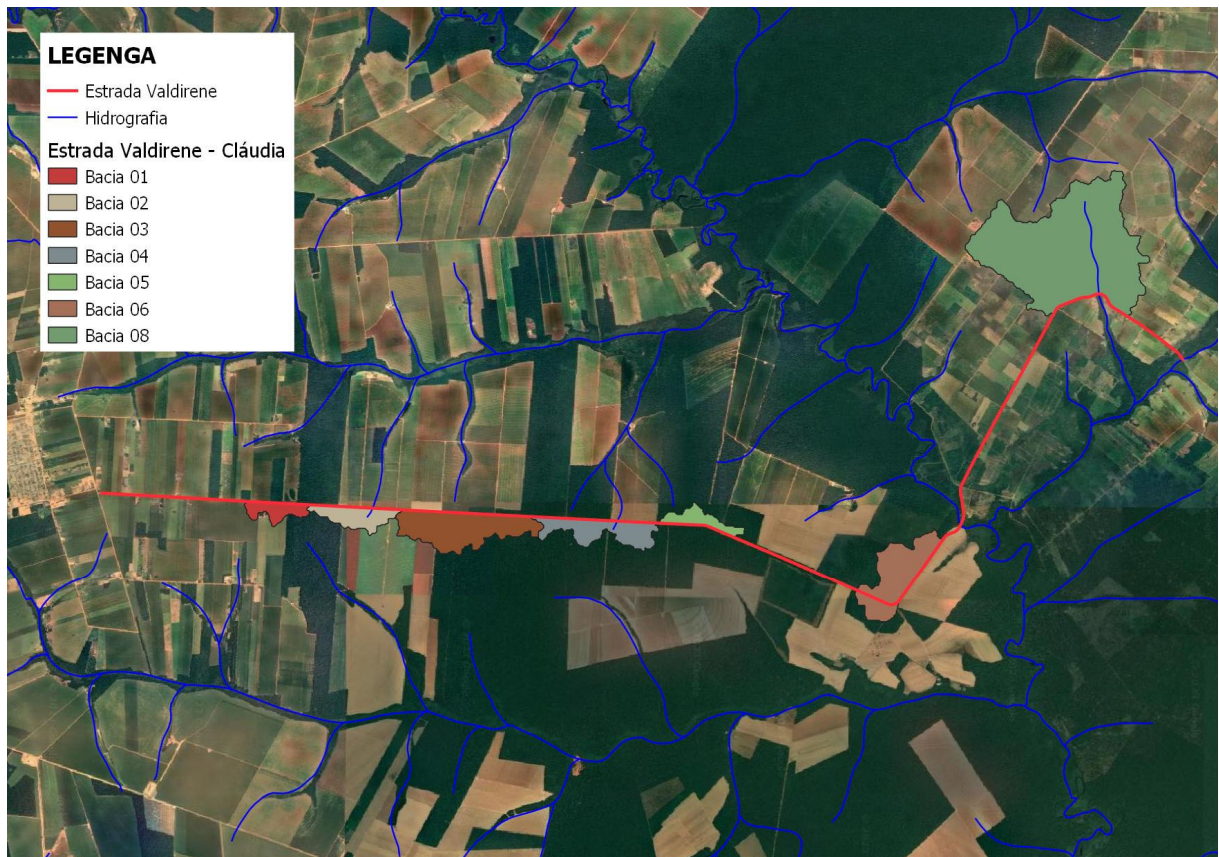 LEGENGA
Estrada Valdirene
Hidrografia
Estrada Valdirene - Cláudia
Bacia 01
Bacia 02
Bacia 03
Bacia 04
Bacia 05
Bacia 06
Bacia 08